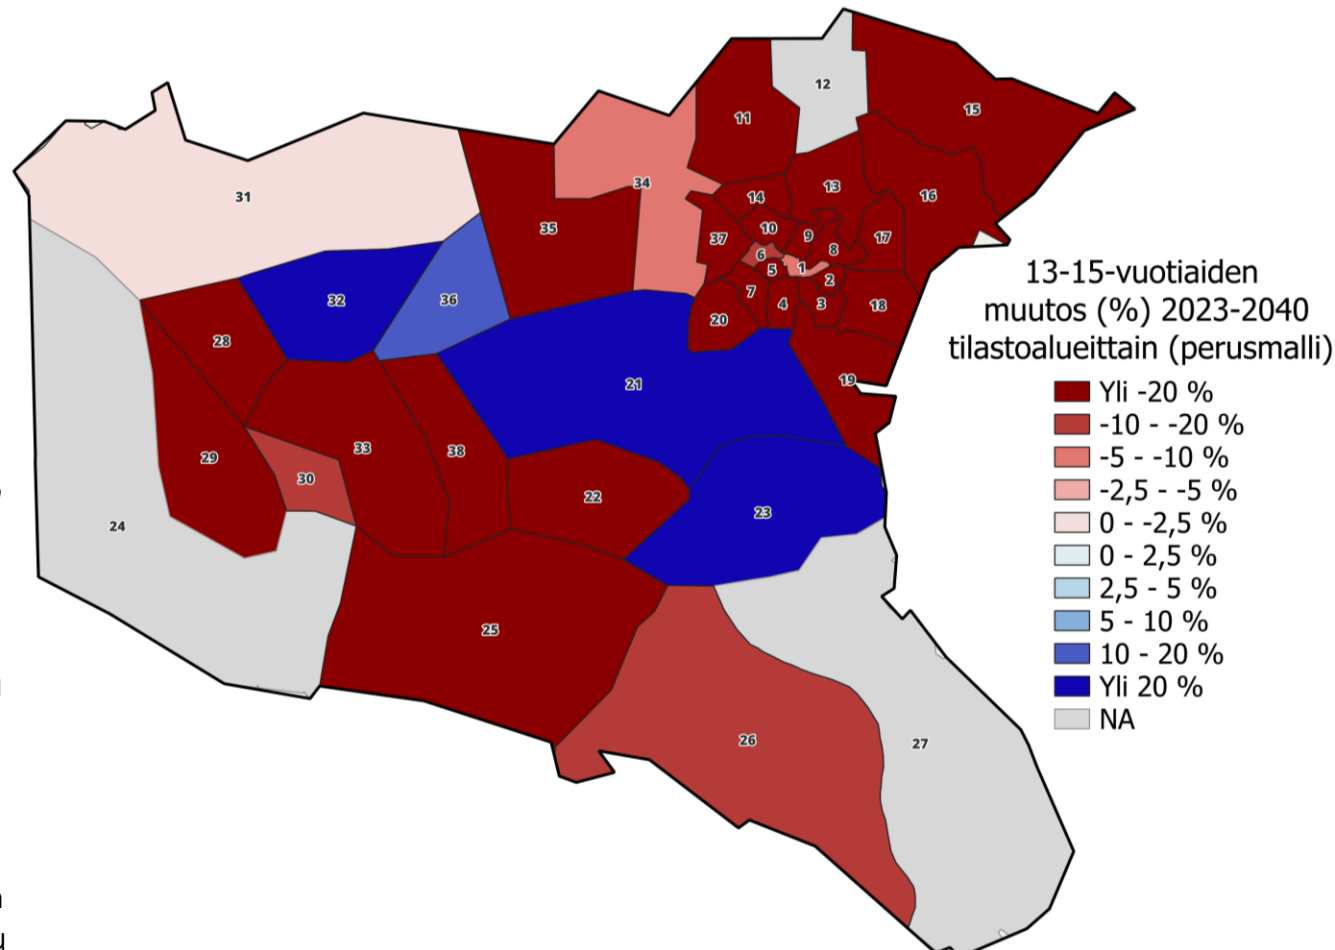 12
15
11
34
13
16
31
14
35
10
37
9
17
8
6
1
5
2
32
36
7
4
3
18
20
28
19
21
33
38
29
30
22
23
24
25
26
27
13-15-vuotiaiden
muutos (%) 2023-2040
tilastoalueittain (perusmalli)
Yli -20 %
-10 - -20 %
-5 - -10 %
-2,5 - -5 %
0 - -2,5 %
0 - 2,5 %
2,5 - 5 %
5 - 10 %
10 - 20 %
Yli 20 %
NA